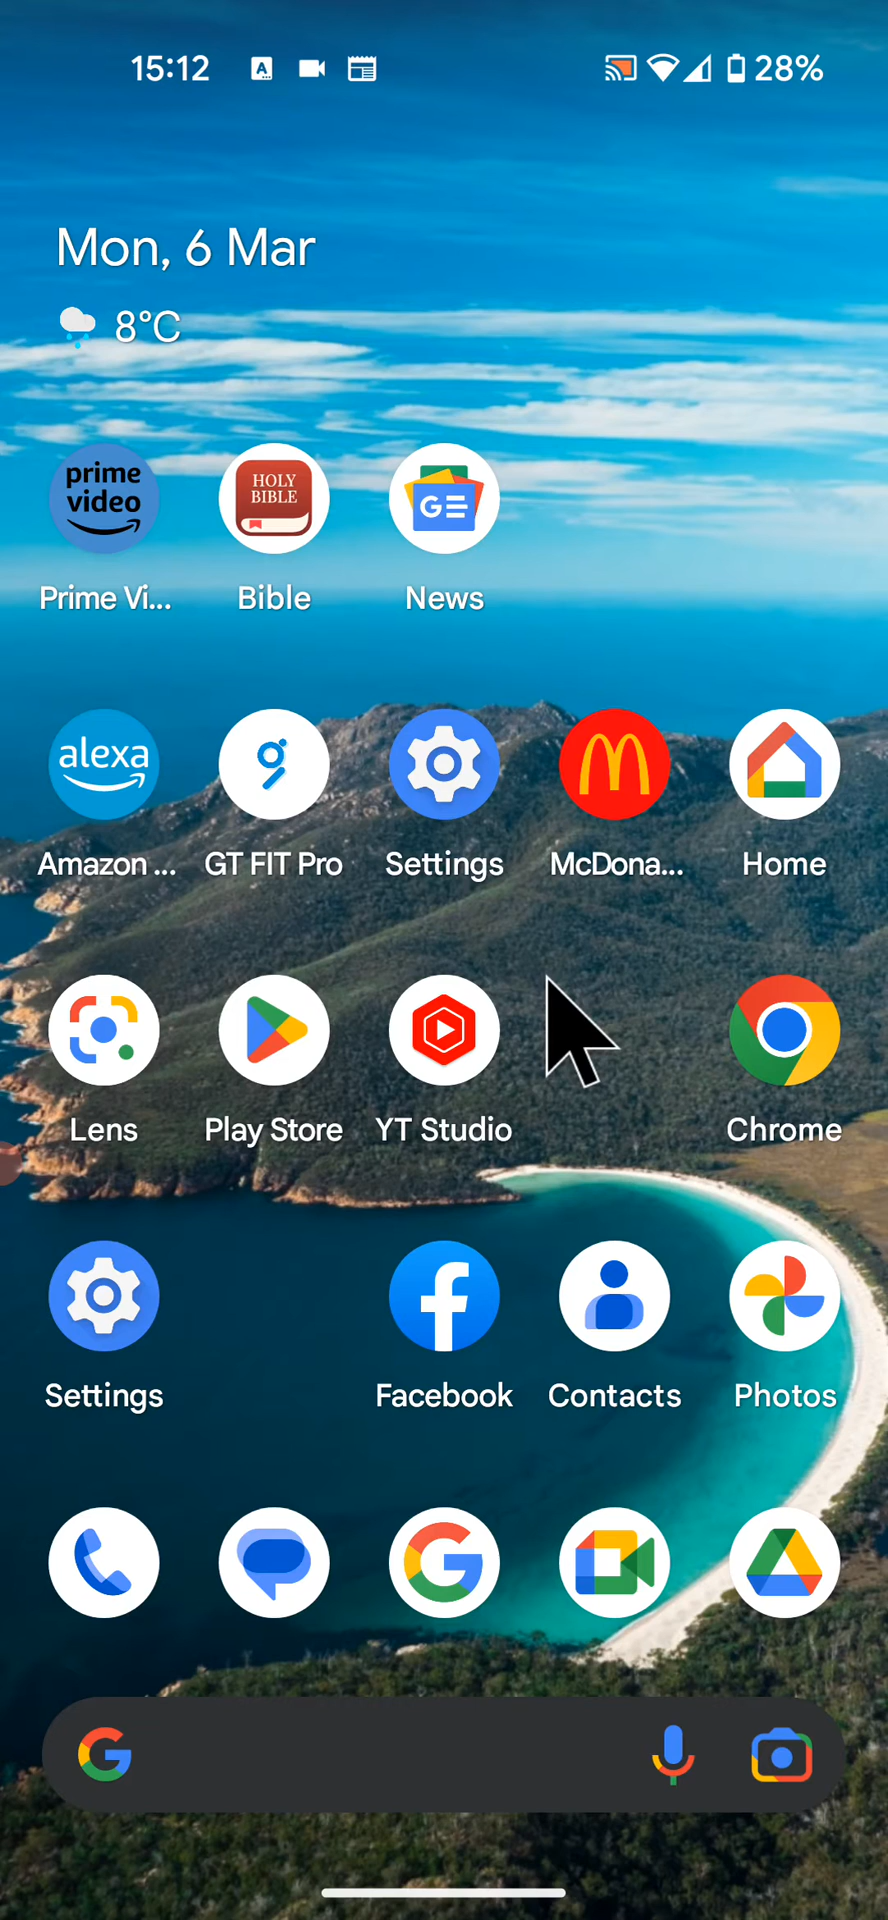 15:12 28%
Mon, 6 Mar
8°C
prime
video
HOLY
BIBLE
GE
Prime Vi... Bible News
alexa
Amazon ... GT FIT Pro Settings McDona... Home
Lens Play Store YT Studio Chrome
Settings Facebook Contacts Photos